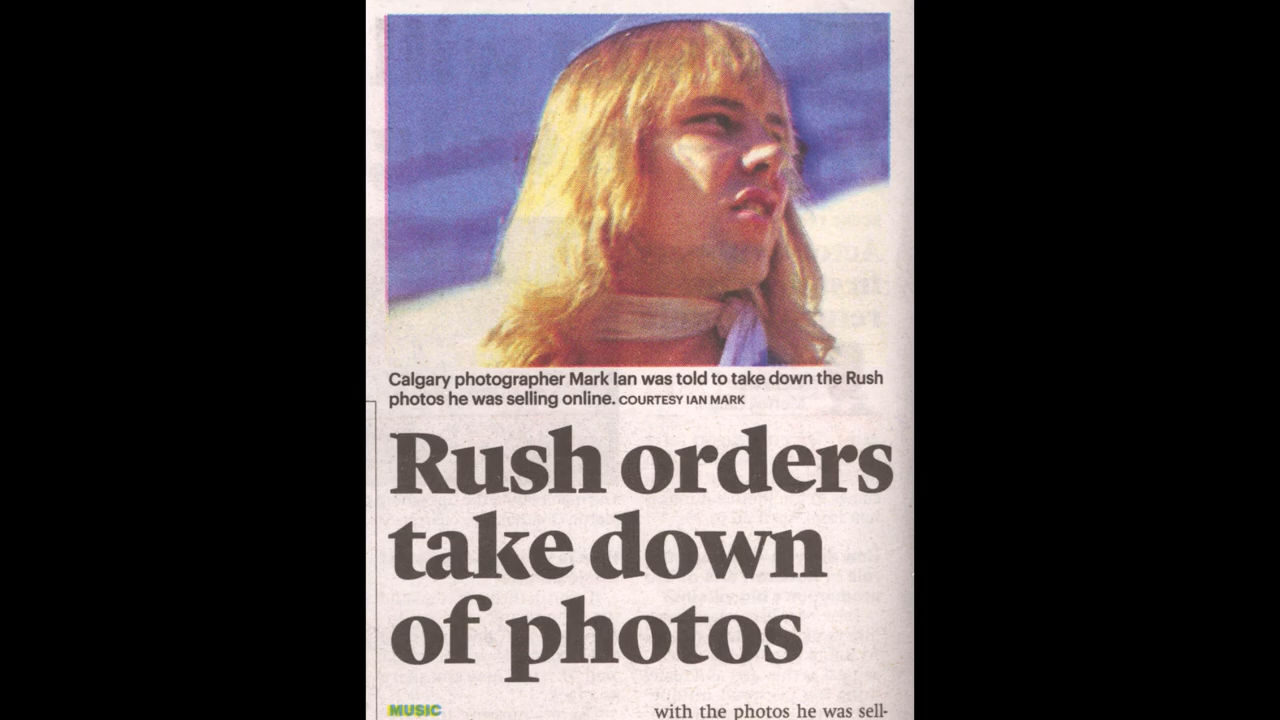 Calgary photographer Mark Ian was told to take down the Rush
photos he was selling online. COURTESY IAN MARK
Rush orders
take down
of photos
MUSIC
with the photos he was sell-